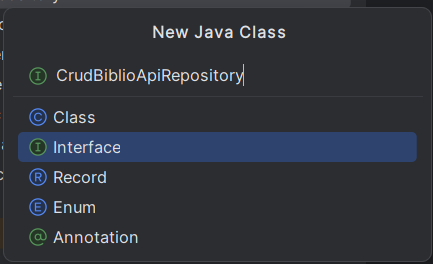 New Java Class
CrudBiblioApiRepository
Class
Interface
Record
Enum
Annotation